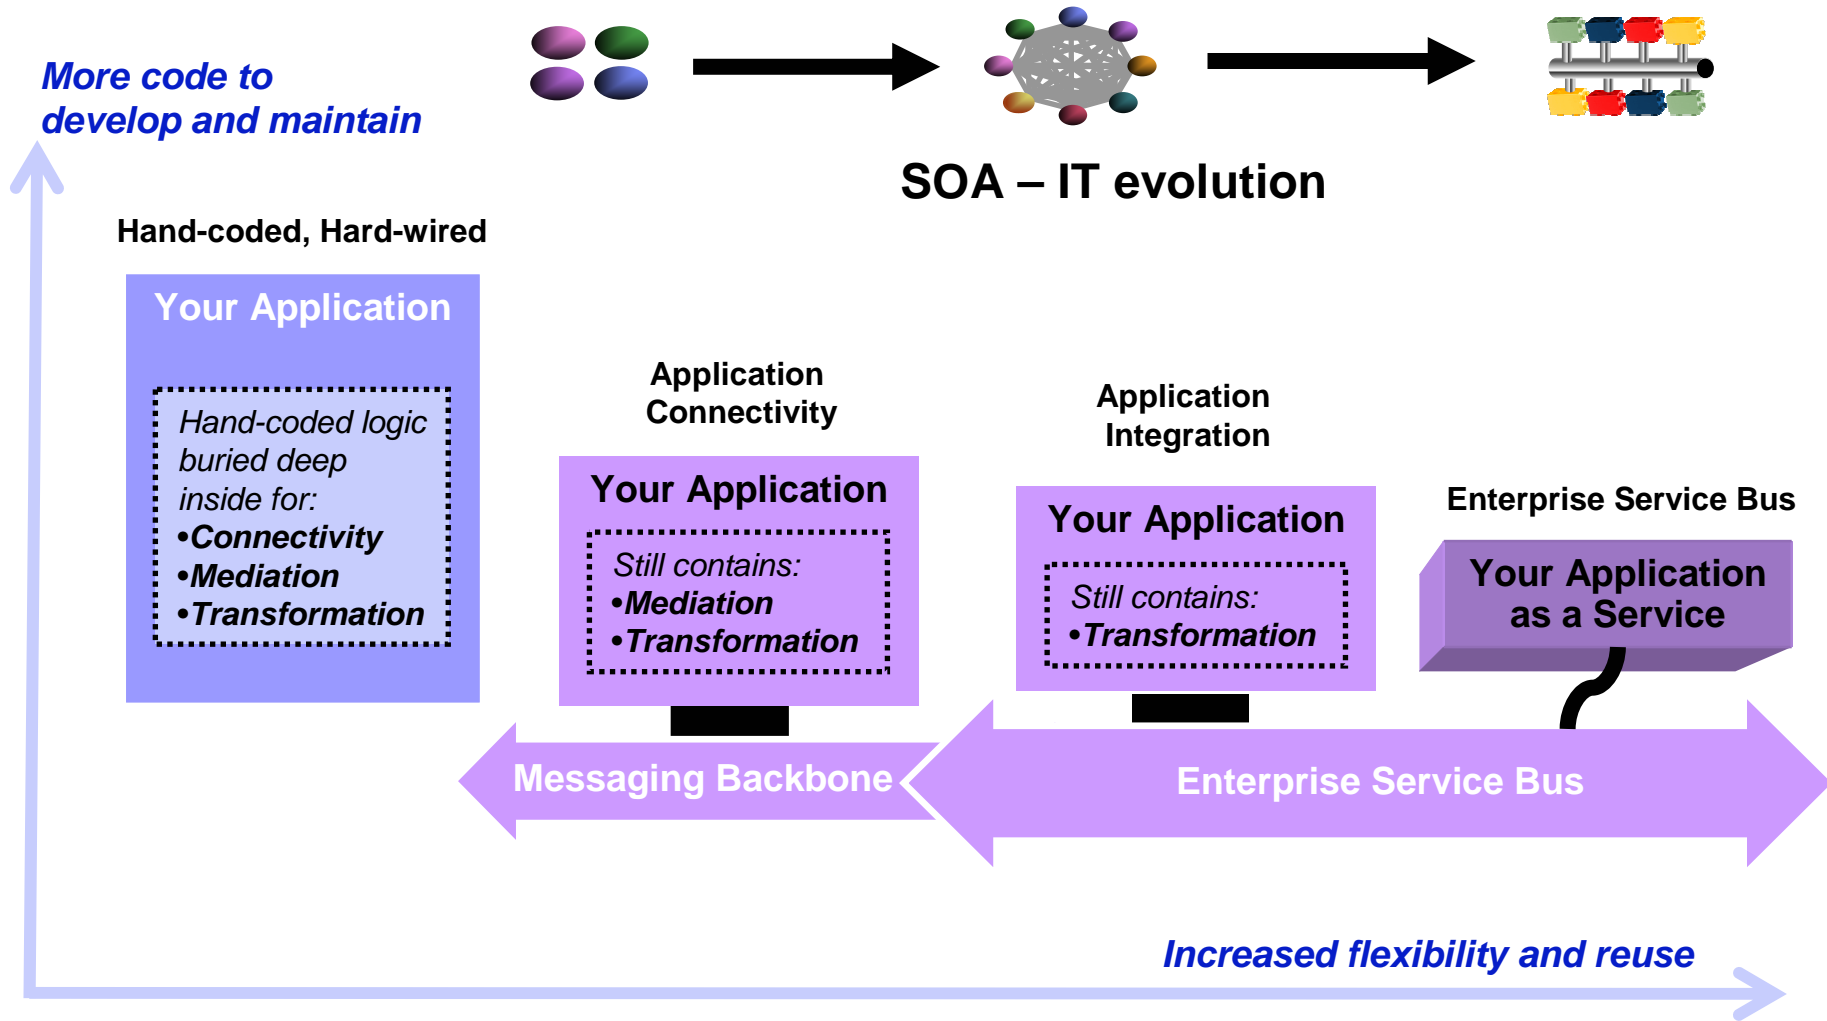 More code to
develop and maintain
SOA – IT evolution
Hand-coded, Hard-wired
Your Application
Hand-coded logic
buried deep
inside for:
•Connectivity
•Mediation
•Transformation
Application
Connectivity
Your Application
Still contains:
•Mediation
•Transformation
Application
Integration
Your Application
Still contains:
•Transformation
Enterprise Service Bus
Your Application
as a Service
Messaging Backbone
Enterprise Service Bus
Increased flexibility and reuse